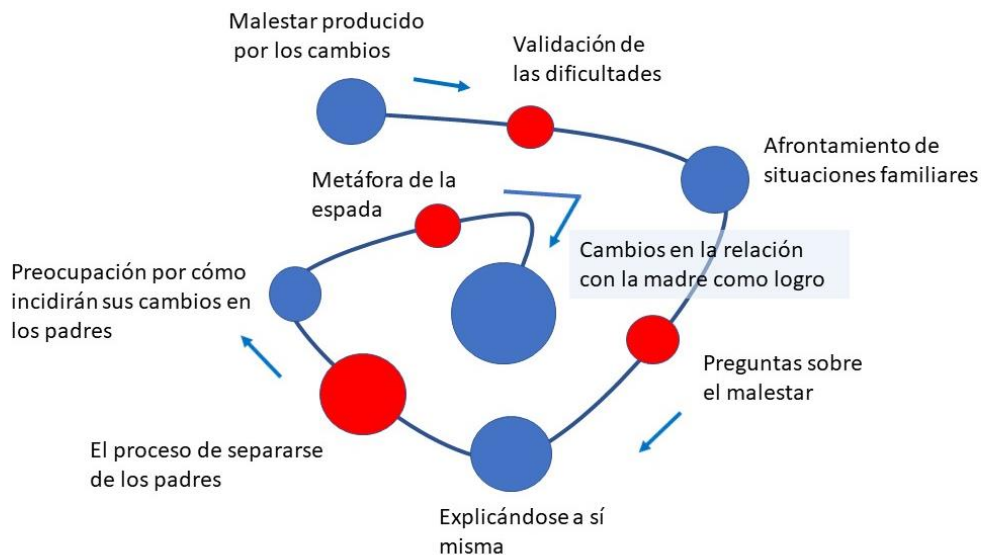 Malestar producido
por los cambios
Validación de
las dificultades
Afrontamiento de
situaciones familiares
Metáfora de la
espada
Cambios en la relación
con la madre como logro
Preocupación por cómo
incidirán sus cambios en
los padres
Preguntas sobre
el malestar
El proceso de separarse
de los padres
Explicándose a sí
misma